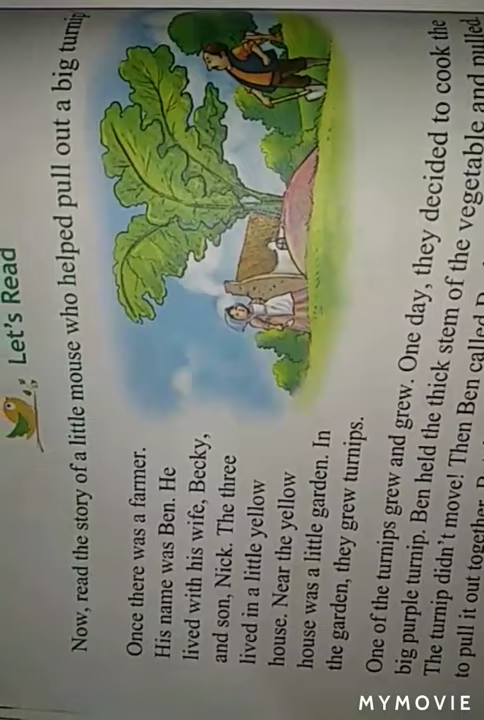 Let's Read
Now, read the story of a little mouse who helped pull out a big turnip
Once there was a farmer.
His name was Ben. He
lived with his wife, Becky,
and son, Nick. The three
lived in a little yellow
house. Near the yellow
house was a little garden. In
the garden, they grew turnips.
One of the turnips grew and grew. One day, they decided to cook the
big purple turnip. Ben held the thick stem of the vegetable and pulled.
The turnip didn't move! Then Ben called
to pull it out together.
MYMOVIE